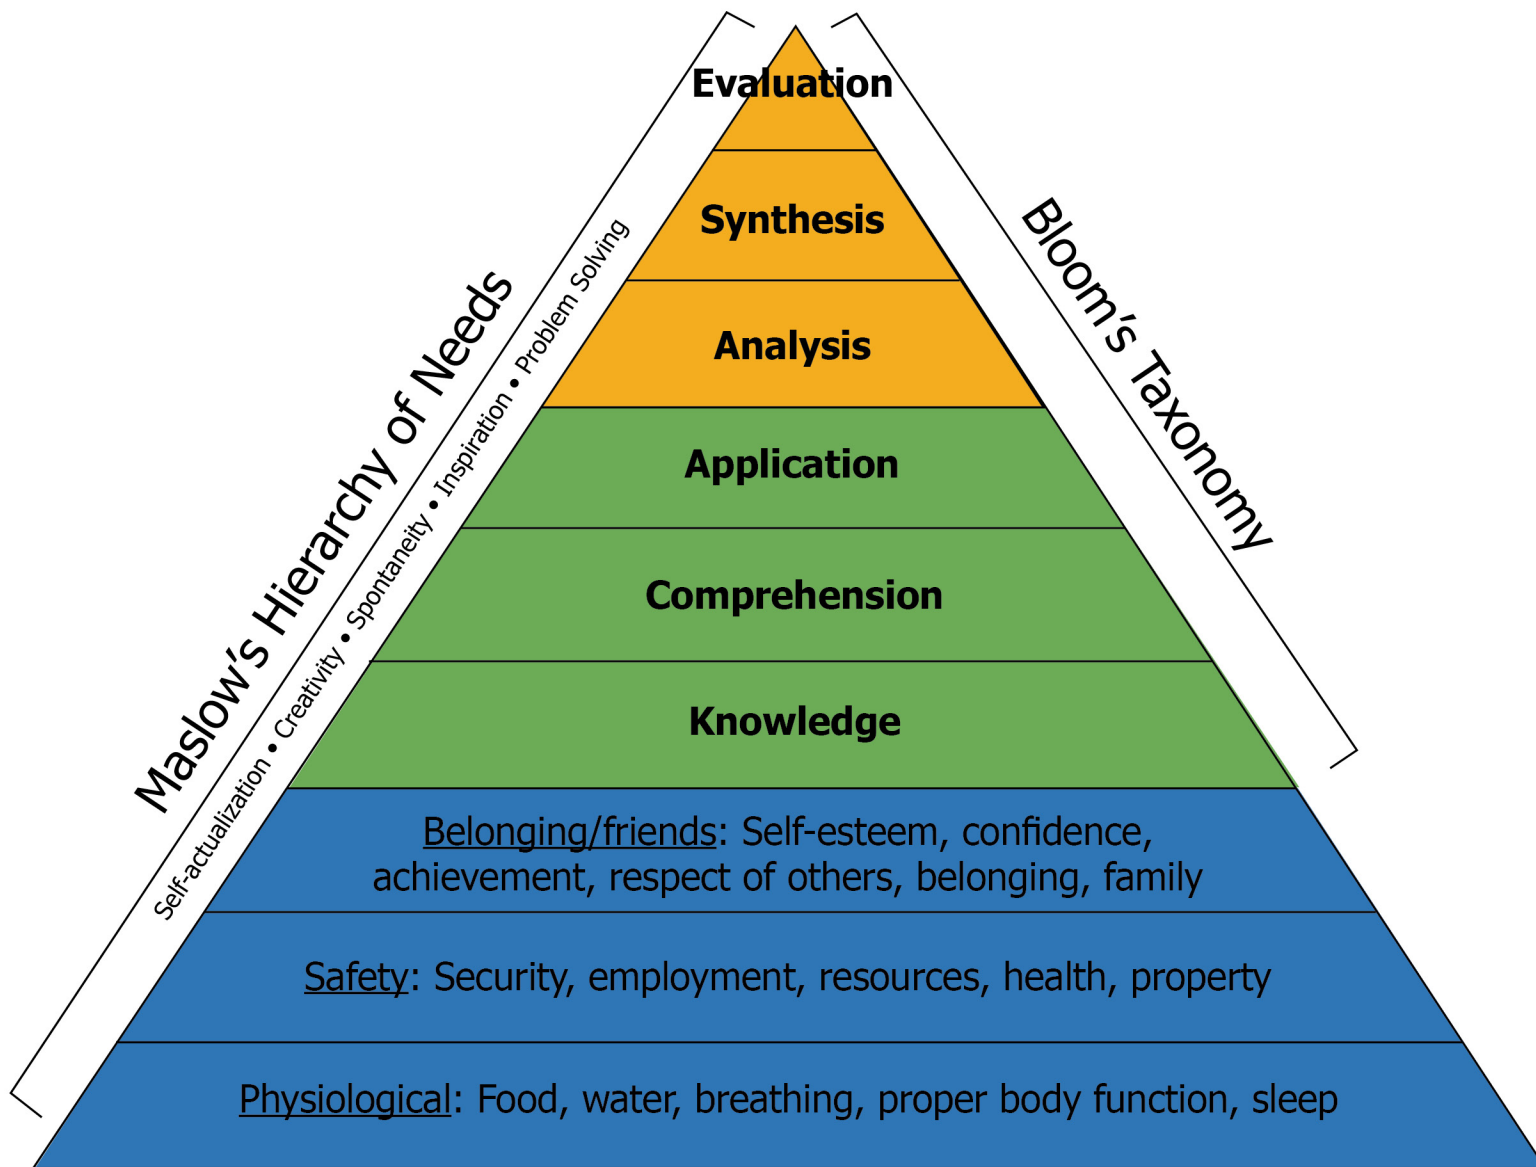 Evaluation
Synthesis
Analysis
Application
Comprehension
Knowledge
Belonging/friends: Self-esteem, confidence,
achievement, respect of others, belonging, family
Safety: Security, employment, resources, health, property
Physiological: Food, water, breathing, proper body function, sleep
Maslow’s Hierarchy of Needs
Self-actualization • Creativity • Spontaneity • Inspiration • Problem Solving
Bloom’s Taxonomy